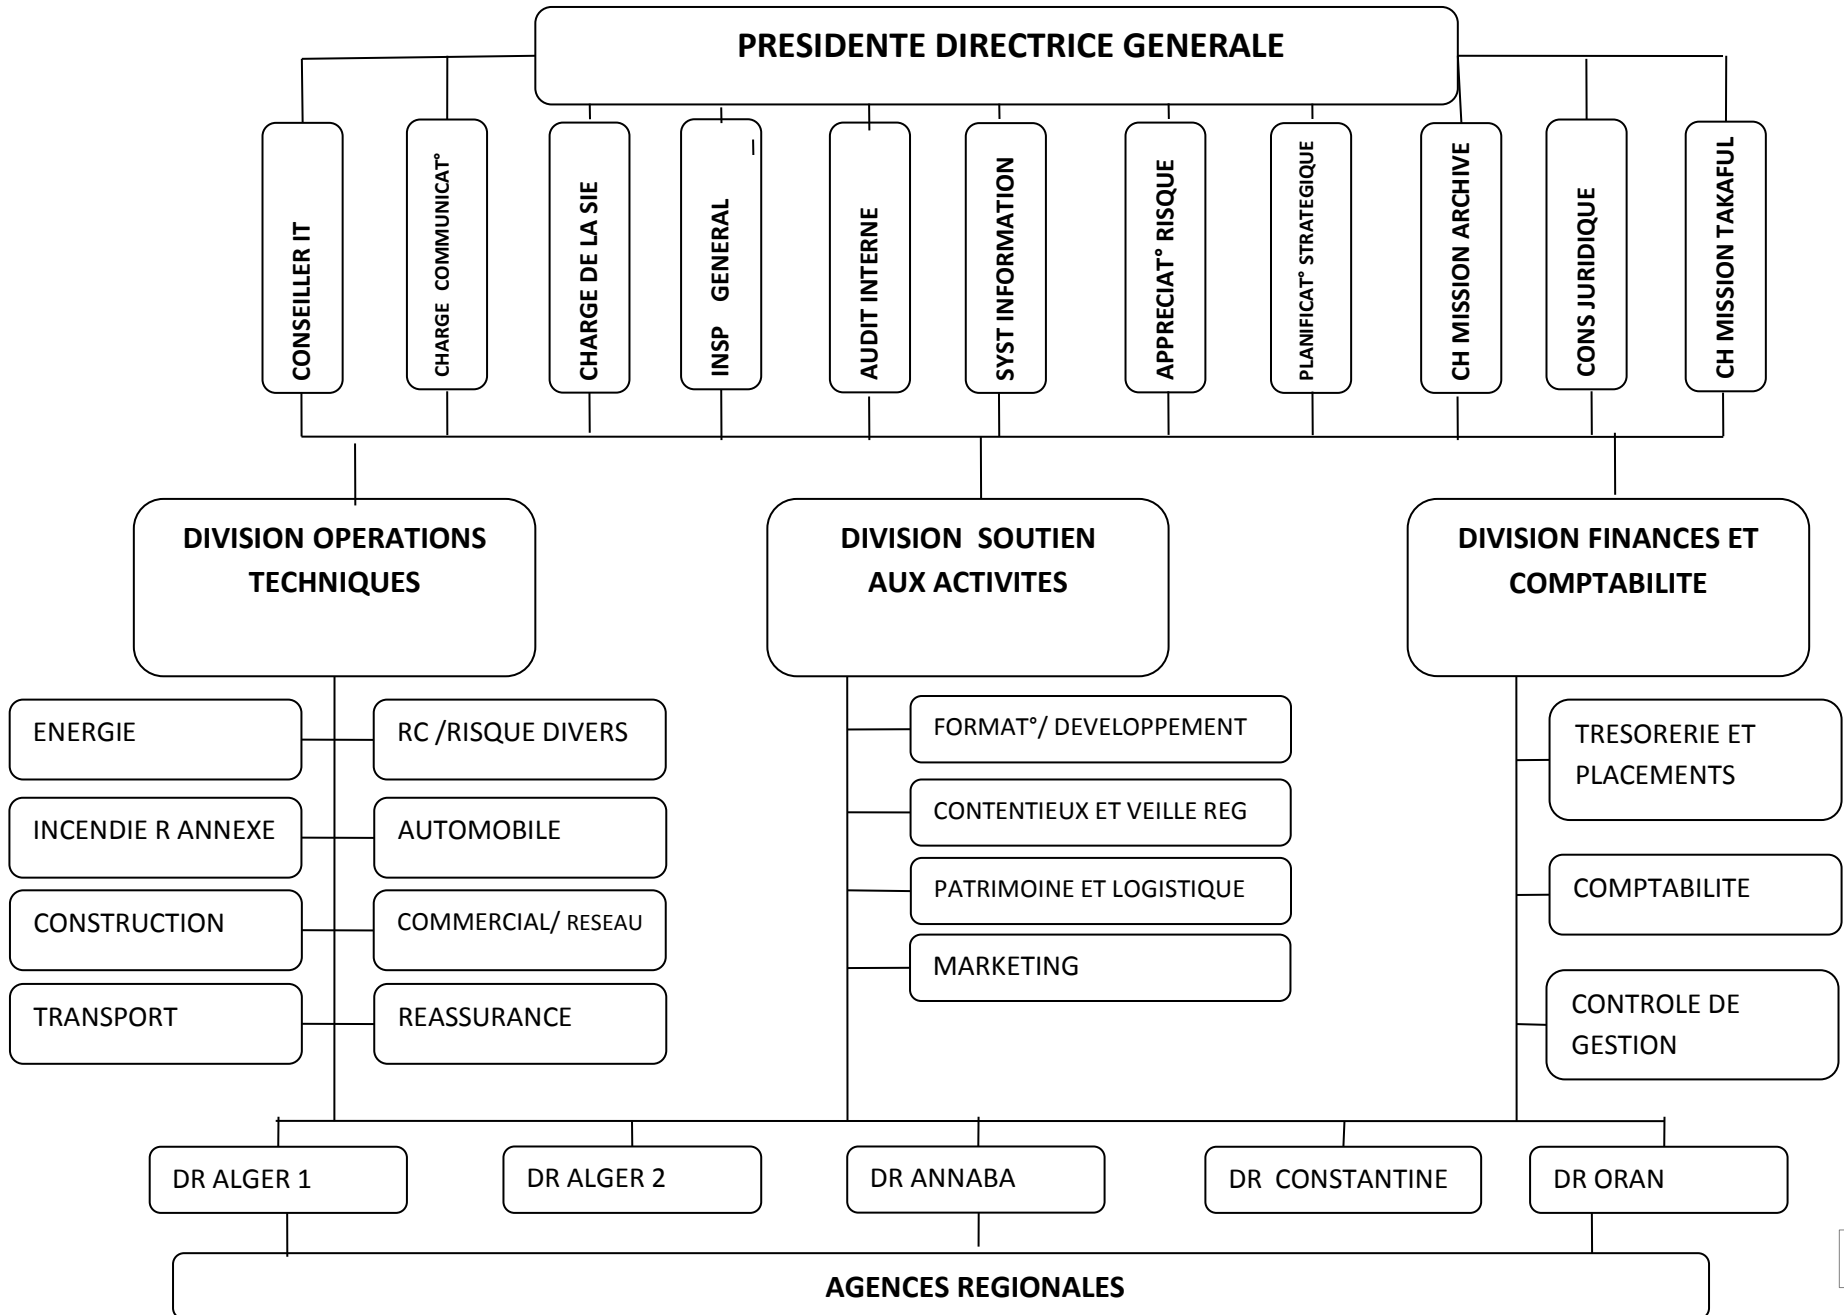 PRESIDENTE DIRECTRICE GENERALE
CONSEILLER IT
CHARGE COMMUNICAT°
CHARGE DE LA SIE
INSP GENERAL
_
AUDIT INTERNE
SYST INFORMATION
APPRECIAT° RISQUE
PLANIFICAT° STRATEGIQUE
CH MISSION ARCHIVE
CONS JURIDIQUE
CH MISSION TAKAFUL
DIVISION OPERATIONS
TECHNIQUES
DIVISION SOUTIEN
AUX ACTIVITES
DIVISION FINANCES ET
COMPTABILITE
ENERGIE
RC /RISQUE DIVERS
INCENDIE R ANNEXE
AUTOMOBILE
CONSTRUCTION
COMMERCIAL/ RESEAU
TRANSPORT
REASSURANCE
FORMAT°/ DEVELOPPEMENT
CONTENTIEUX ET VEILLE REG
PATRIMOINE ET LOGISTIQUE
MARKETING
TRESORERIE ET
PLACEMENTS
COMPTABILITE
CONTROLE DE
GESTION
DR ALGER 1
DR ALGER 2
DR ANNABA
DR CONSTANTINE
DR ORAN
AGENCES REGIONALES